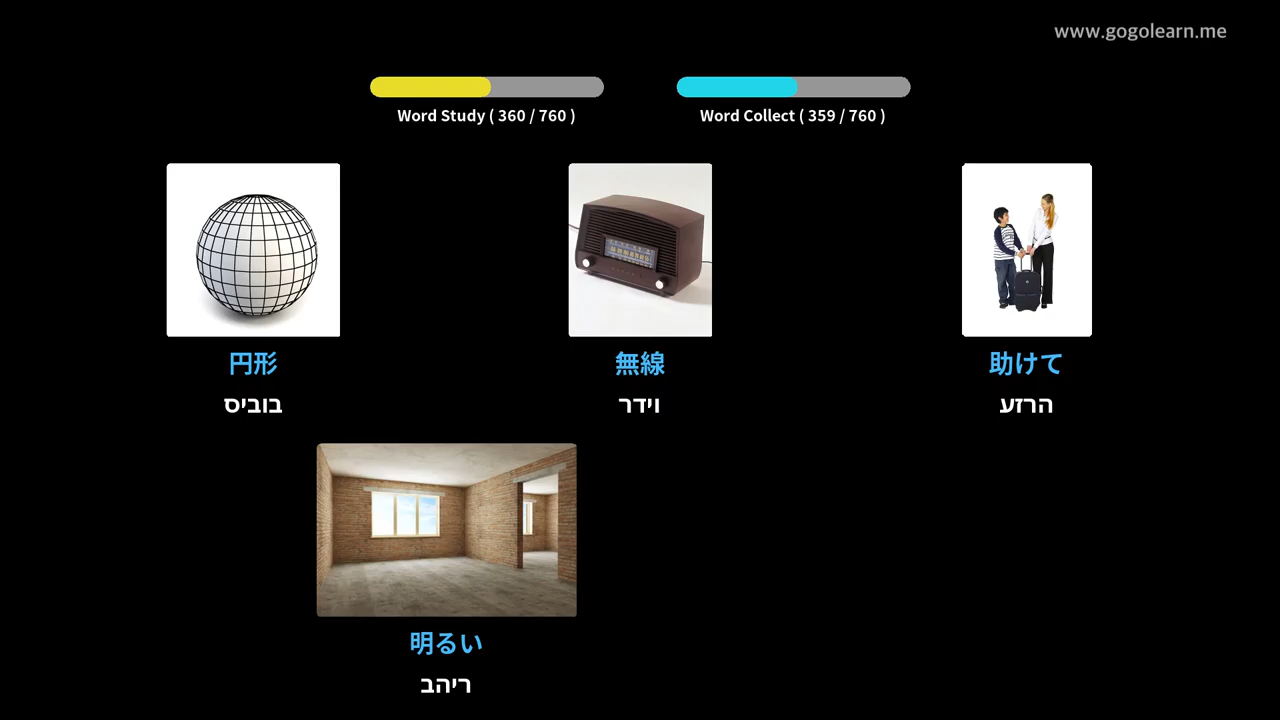 www.gogolearn.me
Word Study ( 360 / 760 )
Word Collect ( 359 / 760 )
円形
בוביס
無線
וידר
助けて
הרזע
明るい
ריהב